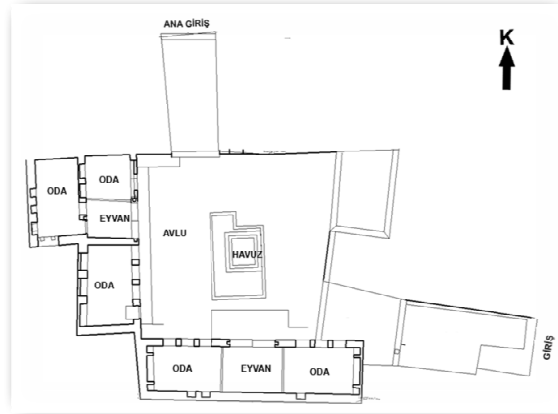 ANA GİRİŞ
K
ODA
ODA
EYVAN
AVLU
HAVUZ
ODA
GİRİŞ
ODA
EYVAN
ODA